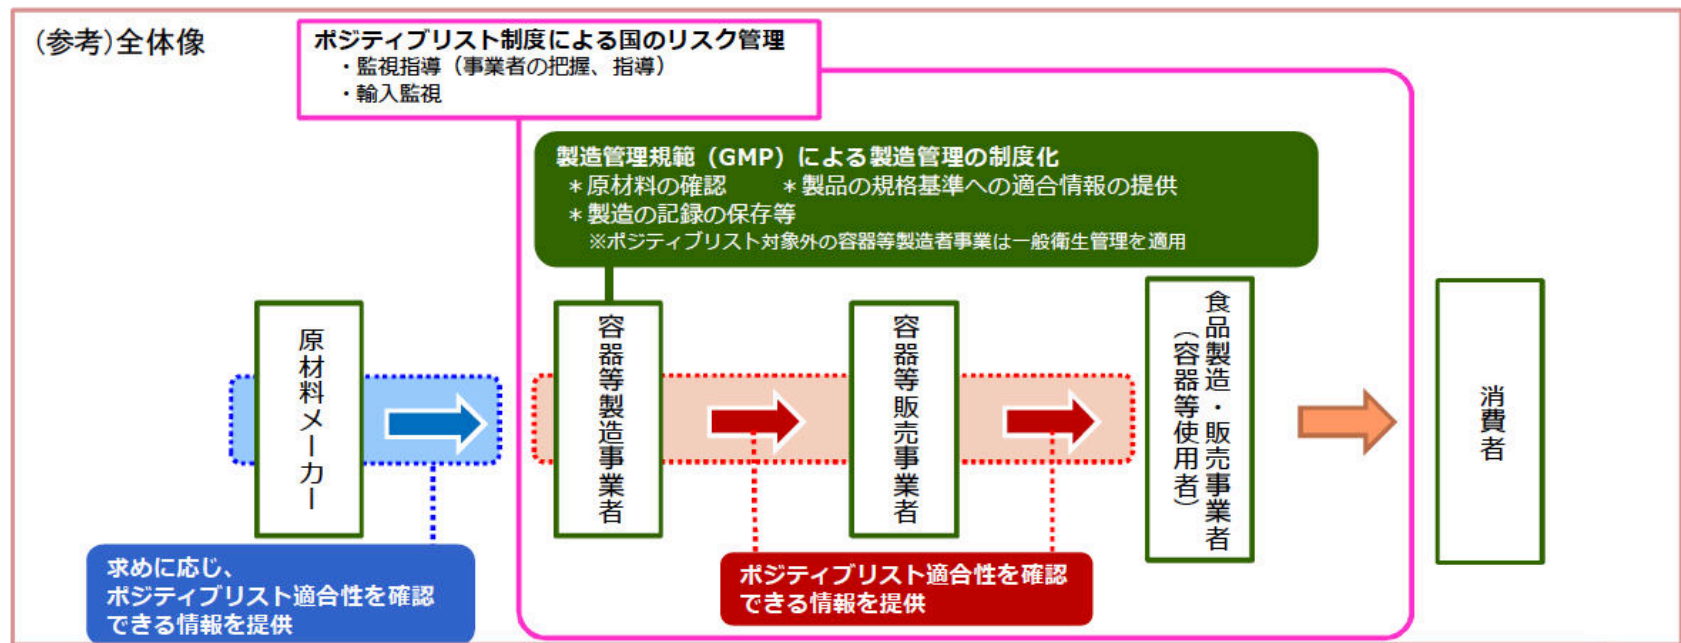 (参考)全体像
ポジティブリスト制度による国のリスク管理
・監視指導（事業者の把握、指導）
・輸入監視
製造管理規範（GMP）による製造管理の制度化
＊原材料の確認　　＊製品の規格基準への適合情報の提供
＊製造の記録の保存等
※ポジティブリスト対象外の容器等製造者事業は一般衛生管理を適用
原材料メーカー
容器等製造事業者
容器等販売事業者
食品製造・販売事業者
（容器等使用者）
消費者
求めに応じ、
ポジティブリスト適合性を確認
できる情報を提供
ポジティブリスト適合性を確認
できる情報を提供